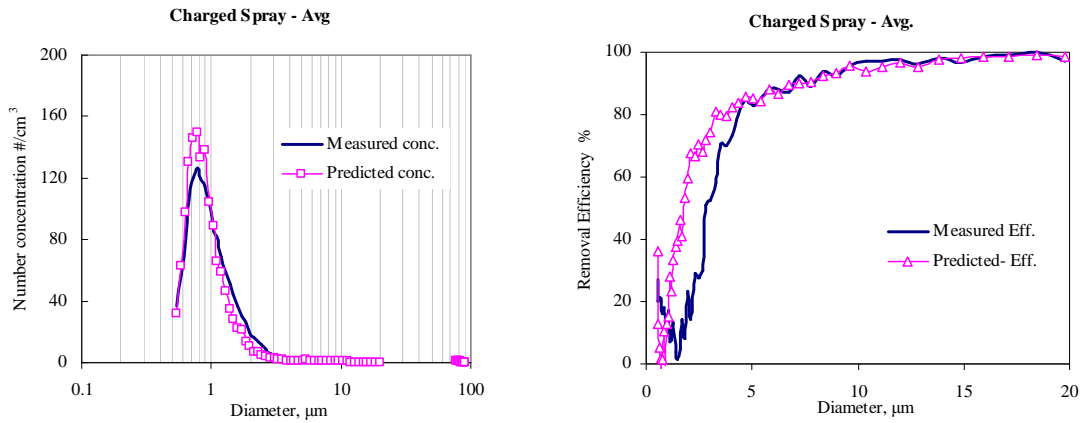 Charged Spray - Avg
Number concentration #/cm³
200
160
120
80
40
0
Measured conc.
Predicted conc.
0.1
1
10
100
Diameter, μm
Charged Spray - Avg.
Removal Efficiency %
100
80
60
40
20
0
Measured Eff.
Predicted- Eff.
0
5
10
15
20
Diameter, μm